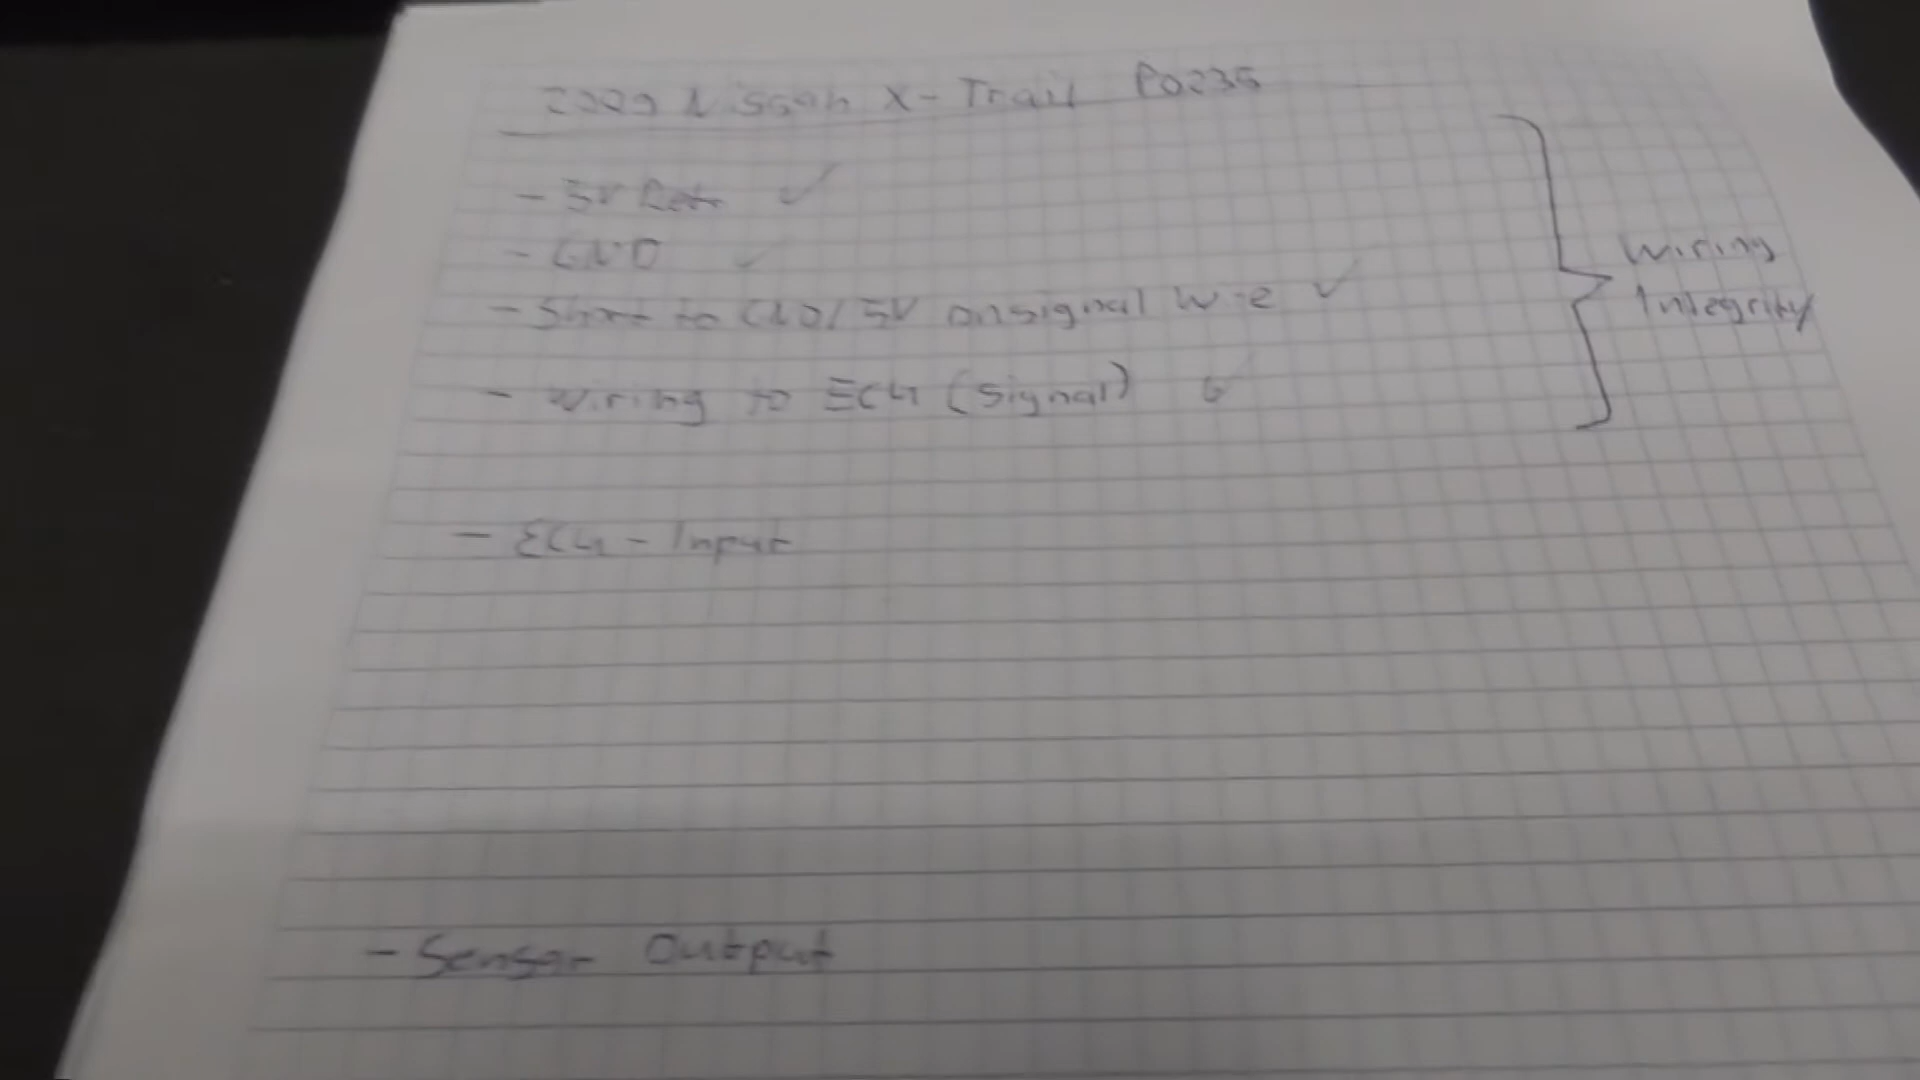 2009 Nissan X-Trail P0235
- 5V Ref
- GND
- Short to GND/5V on signal wire
- Wiring to ECU (Signal)
Wiring
Integrity
- ECU - Input
- Sensor Output